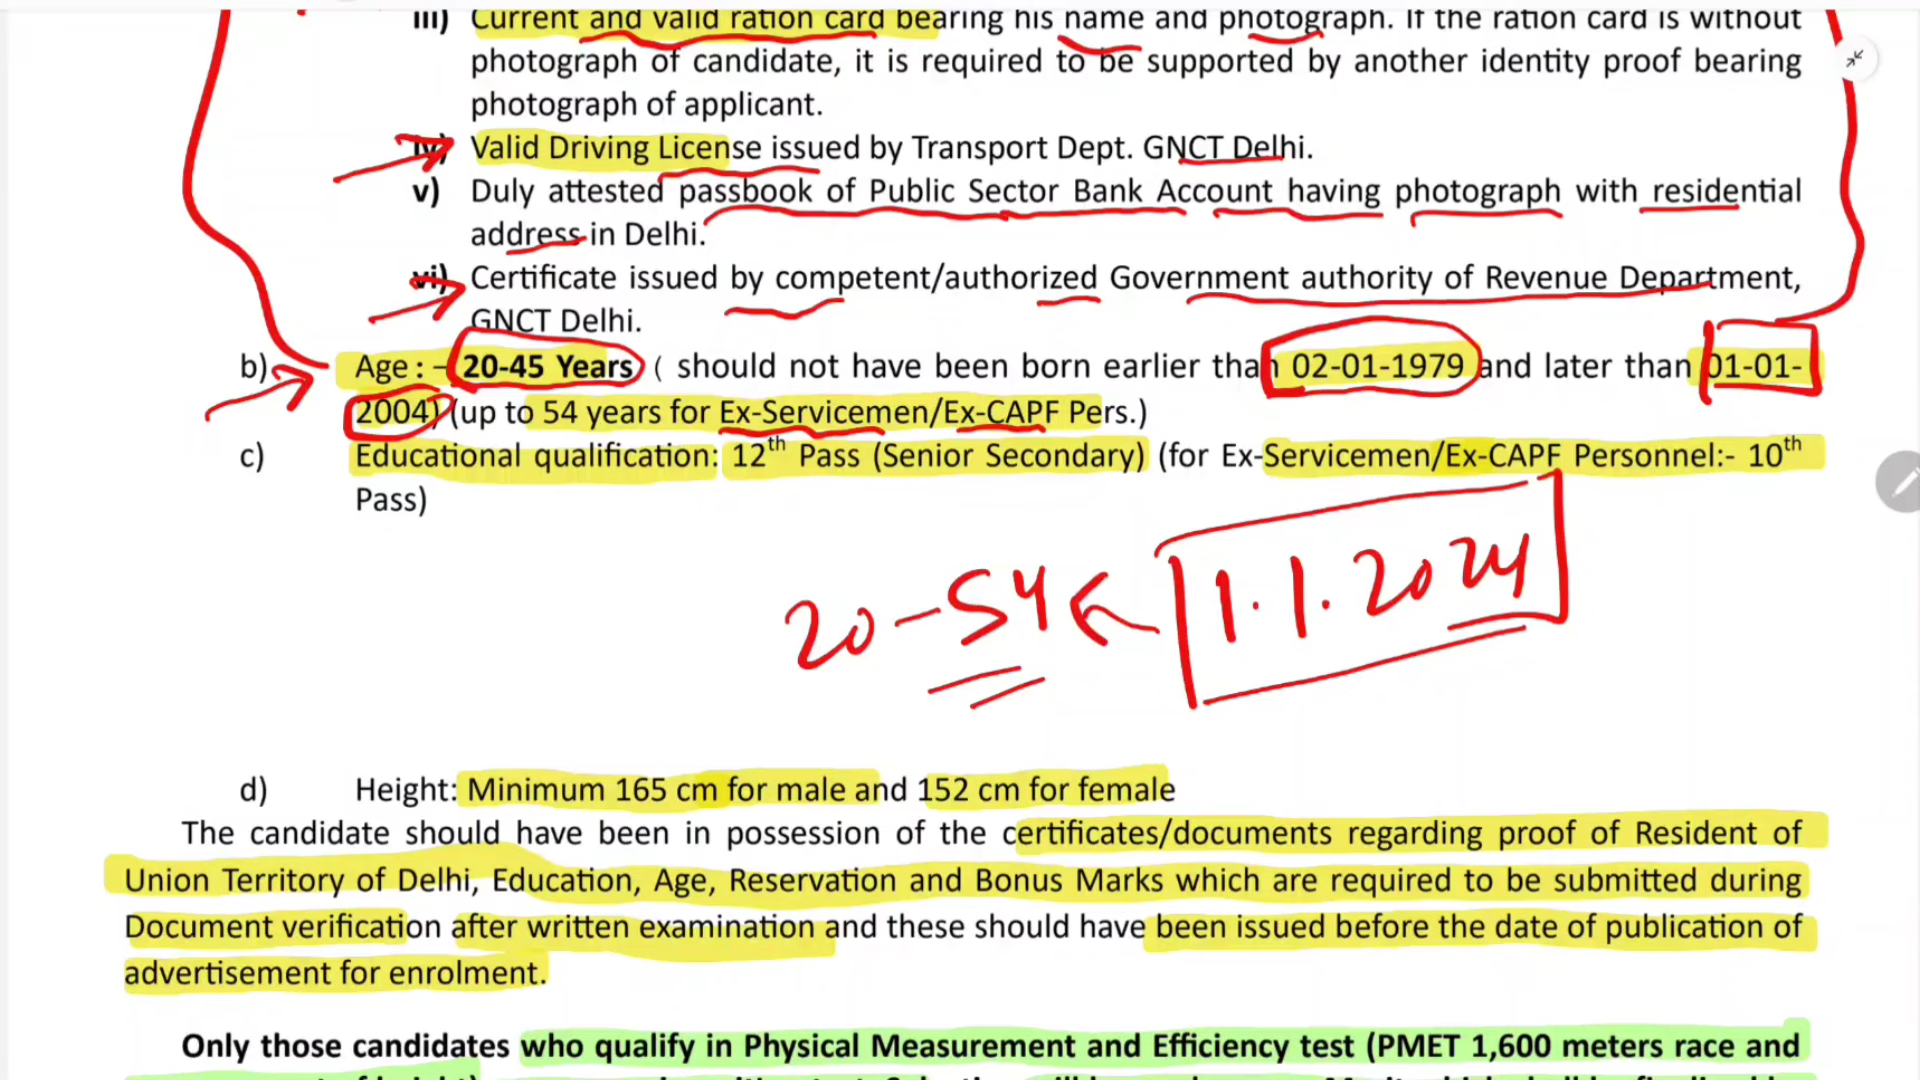 iii) Current and valid ration card bearing his name and photograph. If the ration card is without
photograph of candidate, it is required to be supported by another identity proof bearing
photograph of applicant.
iv) Valid Driving License issued by Transport Dept. GNCT Delhi.
v) Duly attested passbook of Public Sector Bank Account having photograph with residential
address in Delhi.
vi) Certificate issued by competent/authorized Government authority of Revenue Department,
GNCT Delhi.
b) Age : – 20-45 Years ( should not have been born earlier than 02-01-1979 and later than 01-01-
2004) (up to 54 years for Ex-Servicemen/Ex-CAPF Pers.)
c) Educational qualification: 12th Pass (Senior Secondary) (for Ex-Servicemen/Ex-CAPF Personnel:- 10th
Pass)
20-54 1.1.2024
d) Height: Minimum 165 cm for male and 152 cm for female
The candidate should have been in possession of the certificates/documents regarding proof of Resident of
Union Territory of Delhi, Education, Age, Reservation and Bonus Marks which are required to be submitted during
Document verification after written examination and these should have been issued before the date of publication of
advertisement for enrolment.
Only those candidates who qualify in Physical Measurement and Efficiency test (PMET 1,600 meters race and